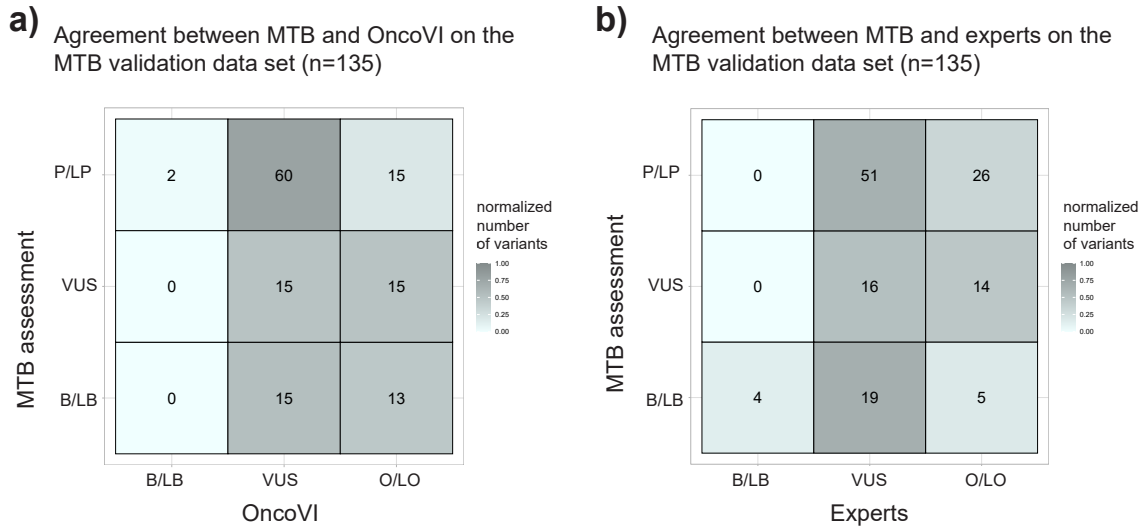 a)
Agreement between MTB and OncoVI on the
MTB validation data set (n=135)
MTB assessment
P/LP
2
60
15
VUS
0
15
15
B/LB
0
15
13
B/LB
VUS
O/LO
OncoVI
normalized
number
of variants
1.00
0.75
0.50
0.25
0.00
b)
Agreement between MTB and experts on the
MTB validation data set (n=135)
MTB assessment
P/LP
0
51
26
VUS
0
16
14
B/LB
4
19
5
B/LB
VUS
O/LO
Experts
normalized
number
of variants
1.00
0.75
0.50
0.25
0.00